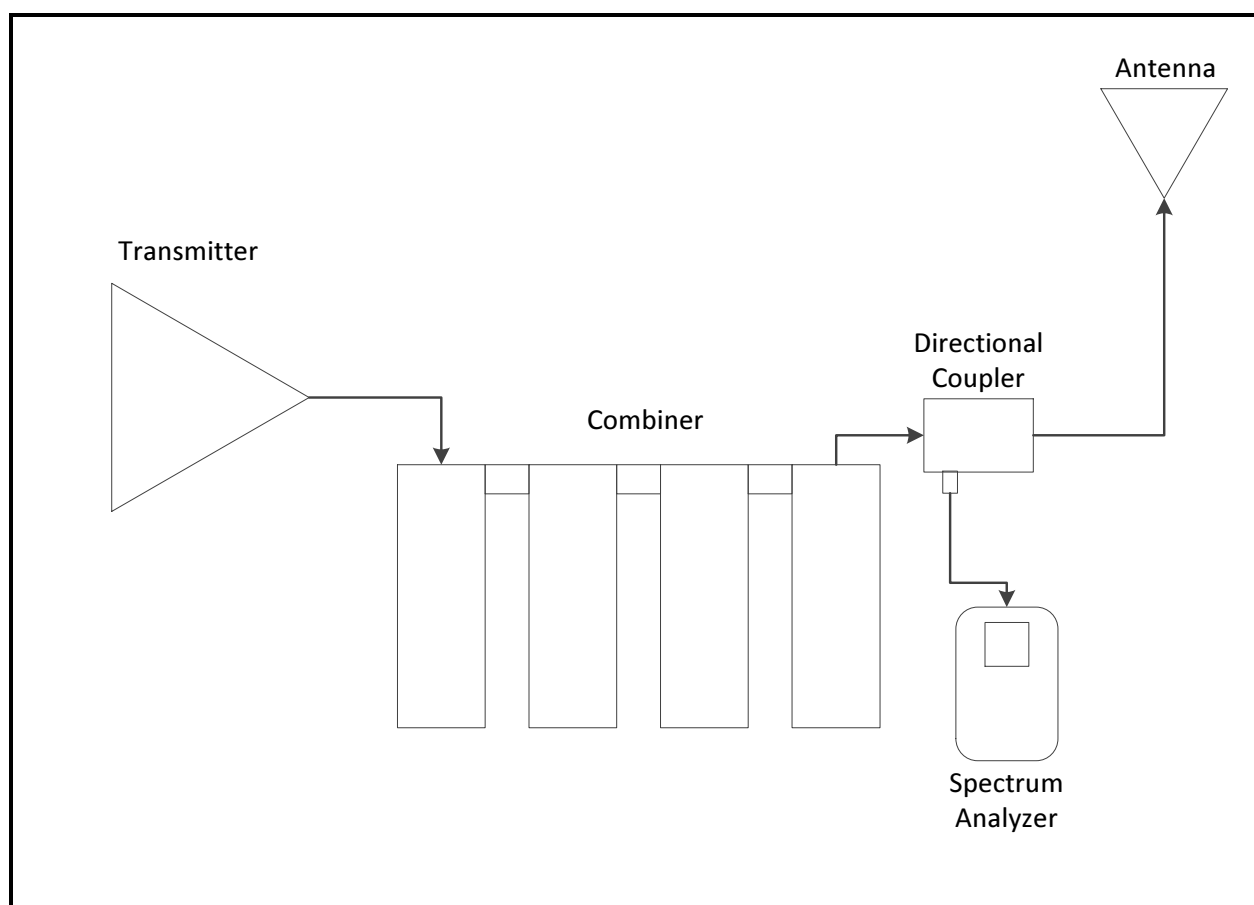 Antenna
Transmitter
Directional
Coupler
Combiner
Spectrum
Analyzer